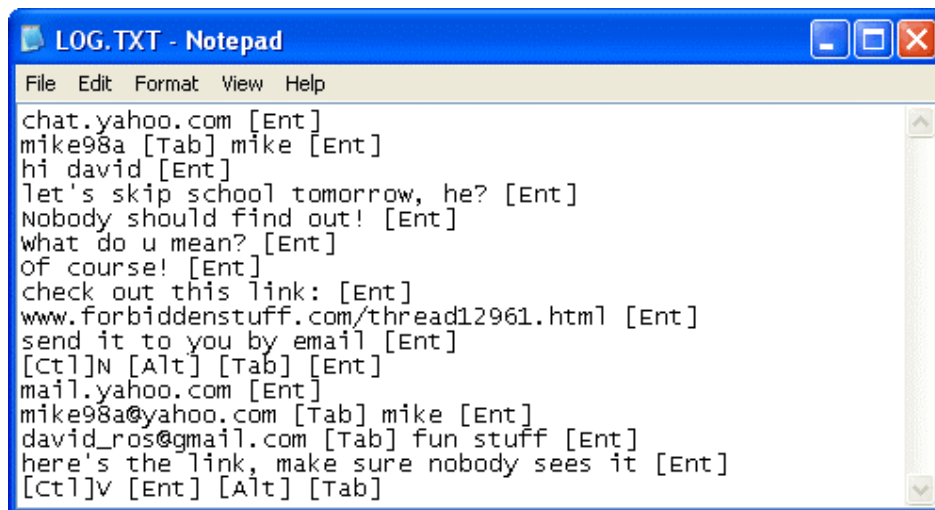 LOG.TXT - Notepad
File Edit Format View Help
chat.yahoo.com [Ent]
mike98a [Tab] mike [Ent]
hi david [Ent]
let's skip school tomorrow, he? [Ent]
Nobody should find out! [Ent]
what do u mean? [Ent]
Of course! [Ent]
check out this link: [Ent]
www.forbiddenstuff.com/thread12961.html [Ent]
send it to you by email [Ent]
[Ctl]N [Alt] [Tab] [Ent]
mail.yahoo.com [Ent]
mike98a@yahoo.com [Tab] mike [Ent]
david_ros@gmail.com [Tab] fun stuff [Ent]
here's the link, make sure nobody sees it [Ent]
[Ctl]V [Ent] [Alt] [Tab]